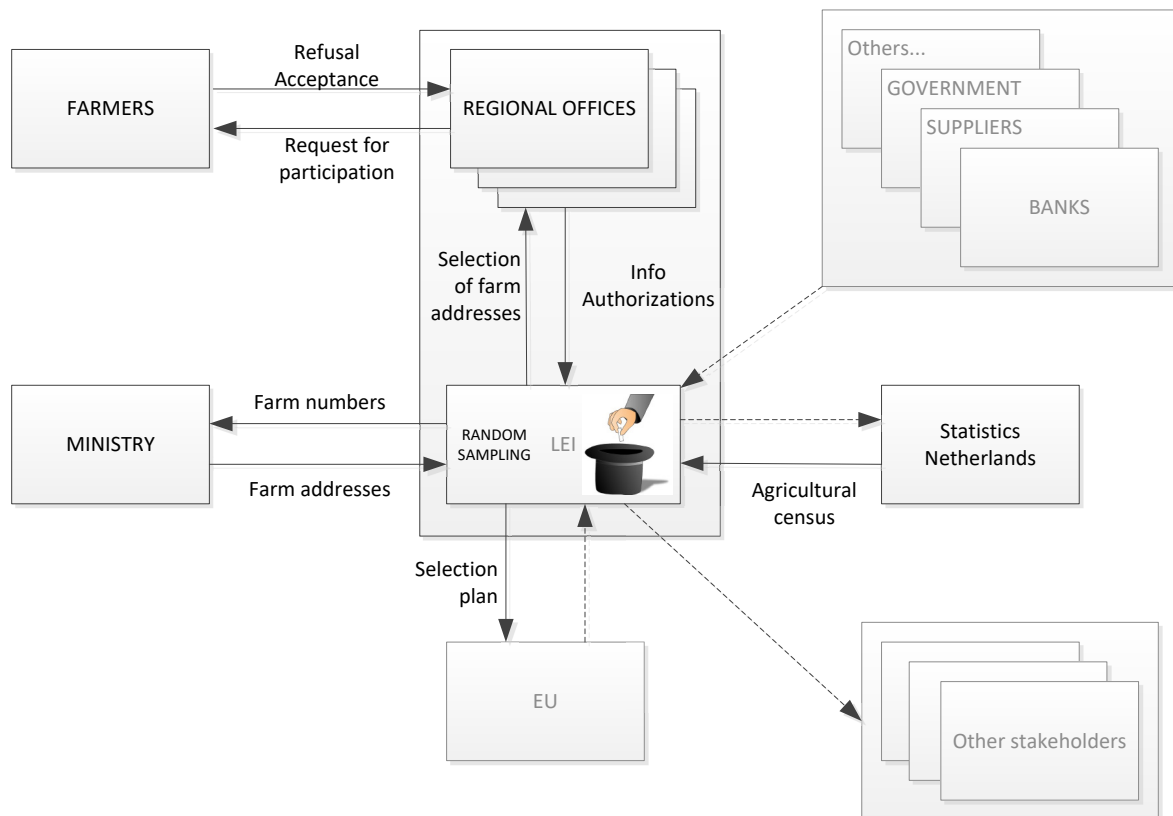 Refusal
Acceptance
FARMERS
REGIONAL OFFICES
Request for
participation
Others...
GOVERNMENT
SUPPLIERS
BANKS
Selection
of farm
addresses
Info
Authorizations
MINISTRY
Farm numbers
Farm addresses
RANDOM
SAMPLING
LEI
Statistics
Netherlands
Agricultural
census
Selection
plan
EU
Other stakeholders